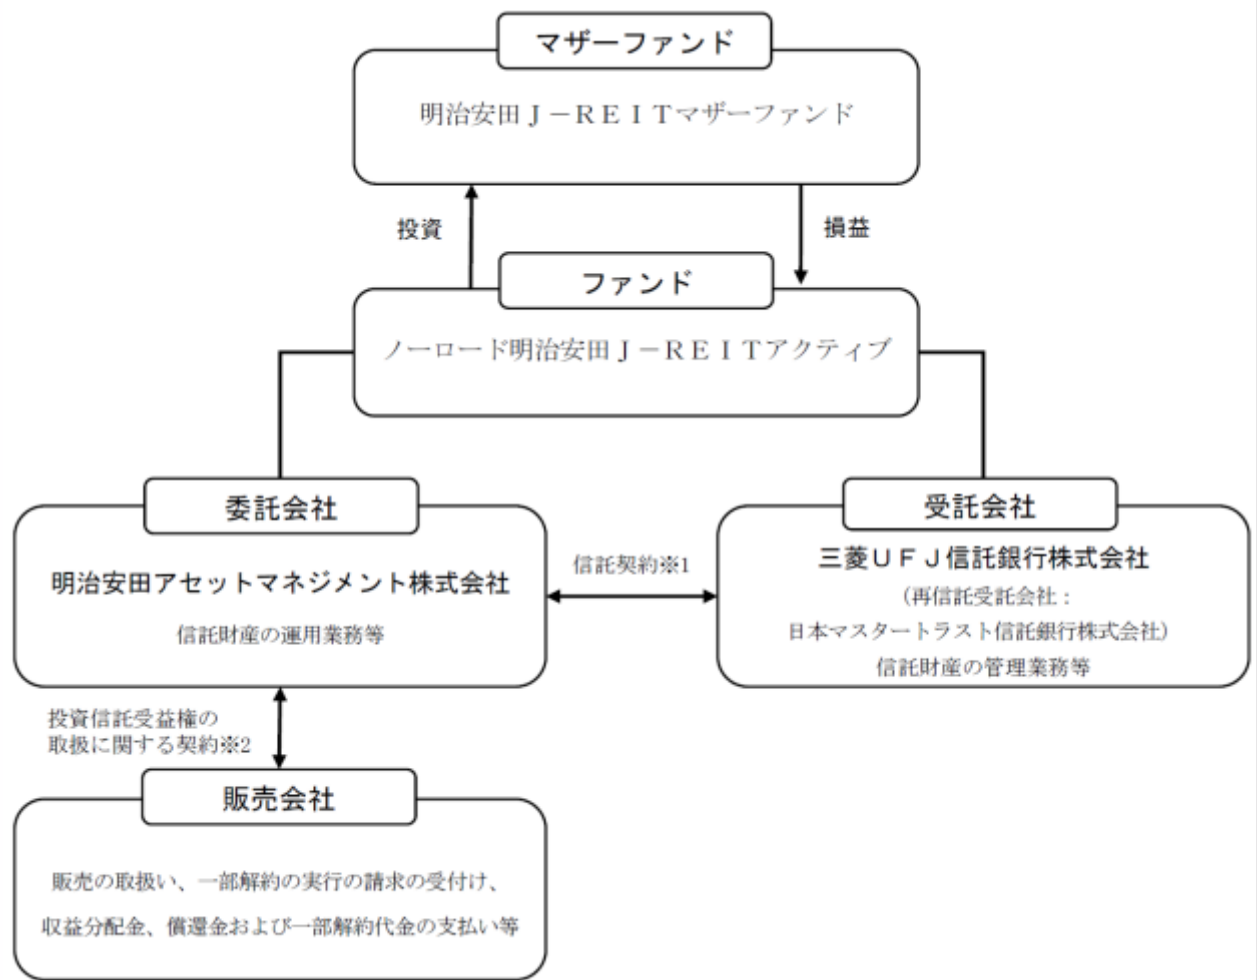 マザーファンド
明治安田Ｊ－ＲＥＩＴマザーファンド
投資
損益
ファンド
ノーロード明治安田Ｊ－ＲＥＩＴアクティブ
委託会社
明治安田アセットマネジメント株式会社
信託財産の運用業務等
信託契約※1
受託会社
三菱ＵＦＪ信託銀行株式会社
（再信託受託会社：
日本マスタートラスト信託銀行株式会社）
信託財産の管理業務等
投資信託受益権の
取扱に関する契約※2
販売会社
販売の取扱い、一部解約の実行の請求の受付け、
収益分配金、償還金および一部解約代金の支払い等